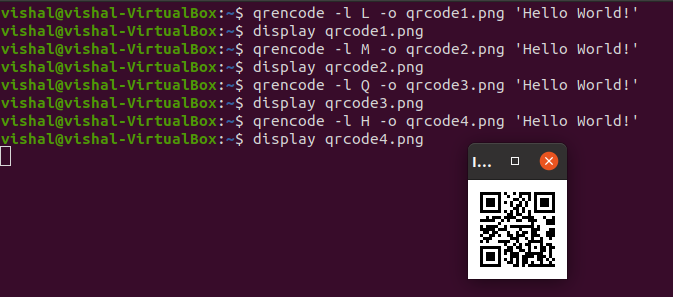 vishal@vishal-VirtualBox:~$ qrencode -l L -o qrcode1.png 'Hello World!'
vishal@vishal-VirtualBox:~$ display qrcode1.png
vishal@vishal-VirtualBox:~$ qrencode -l M -o qrcode2.png 'Hello World!'
vishal@vishal-VirtualBox:~$ display qrcode2.png
vishal@vishal-VirtualBox:~$ qrencode -l Q -o qrcode3.png 'Hello World!'
vishal@vishal-VirtualBox:~$ display qrcode3.png
vishal@vishal-VirtualBox:~$ qrencode -l H -o qrcode4.png 'Hello World!'
vishal@vishal-VirtualBox:~$ display qrcode4.png
I...